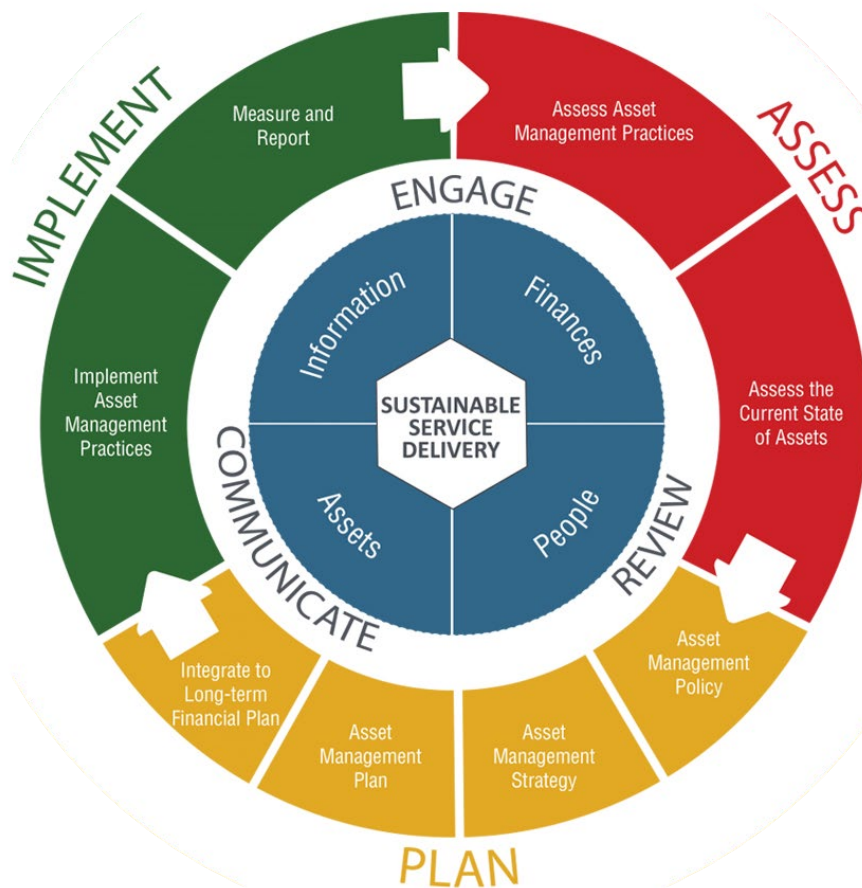 IMPLEMENT
Measure and
Report
Assess Asset
Management Practices
ASSESS
ENGAGE
Information
Finances
Implement
Asset
Management
Practices
SUSTAINABLE
SERVICE
DELIVERY
Assess the
Current State
of Assets
COMMUNICATE
Assets
People
REVIEW
Integrate to
Long-term
Financial Plan
Asset
Management
Plan
Asset
Management
Strategy
Asset
Management
Policy
PLAN